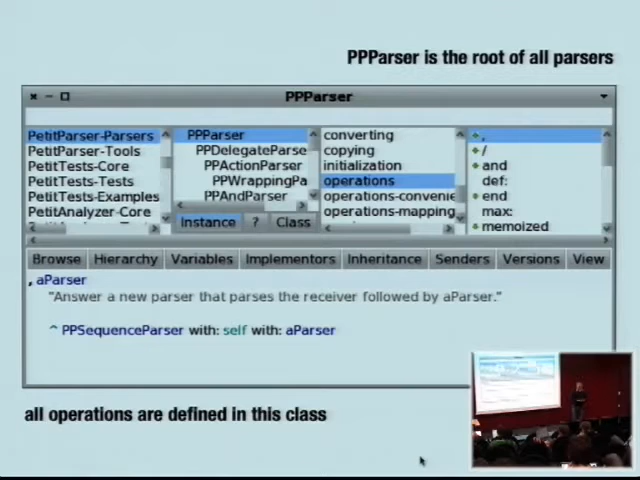 PPParser is the root of all parsers
PPParser
PetitParser-Parsers
PetitParser-Tools
PetitTests-Core
PetitTests-Tests
PetitTests-Examples
PetitAnalyzer-Core
PPParser
PPDelegateParse
PPActionParser
PPWrappingPa
PPAndParser
Instance ? Class
converting
copying
initialization
operations
operations-convenie
operations-mapping
,
/
and
def:
end
max:
memoized
Browse Hierarchy Variables Implementors Inheritance Senders Versions View
, aParser
"Answer a new parser that parses the receiver followed by aParser."
^ PPSequenceParser with: self with: aParser
all operations are defined in this class